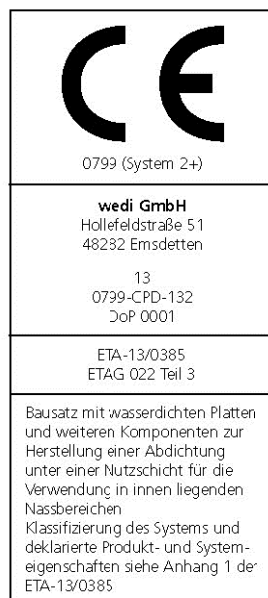 CE
0799 (System 2+)
wedi GmbH
Hollefeldstraße 51
48282 Emsdetten
13
0799-CPD-132
DoP 0001
ETA-13/0385
ETAG 022 Teil 3
Bausatz mit wasserdichten Platten
und weiteren Komponenten zur
Herstellung einer Abdichtung
unter einer Nutzschicht für die
Verwendung in innen liegenden
Nassbereichen
Klassifizierung des Systems und
deklarierte Produkt- und System-
eigenschaften siehe Anhang 1 der
ETA-13/0385